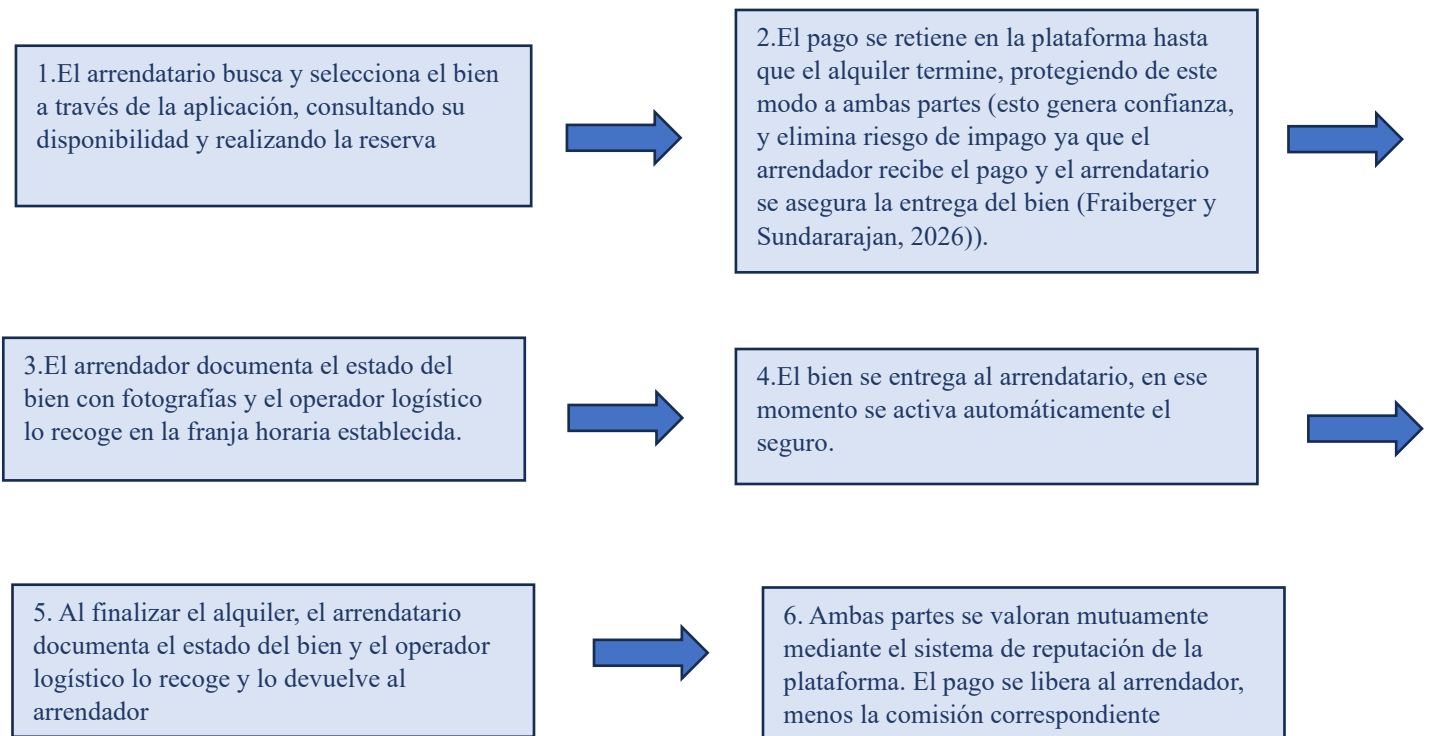 1.El arrendatario busca y selecciona el bien
a través de la aplicación, consultando su
disponibilidad y realizando la reserva
2.El pago se retiene en la plataforma hasta
que el alquiler termine, protegiendo de este
modo a ambas partes (esto genera confianza,
y elimina riesgo de impago ya que el
arrendador recibe el pago y el arrendatario
se asegura la entrega del bien (Fraiberger y
Sundararajan, 2026)).
3.El arrendador documenta el estado del
bien con fotografías y el operador logístico
lo recoge en la franja horaria establecida.
4.El bien se entrega al arrendatario, en ese
momento se activa automáticamente el
seguro.
5. Al finalizar el alquiler, el arrendatario
documenta el estado del bien y el operador
logístico lo recoge y lo devuelve al
arrendador
6. Ambas partes se valoran mutuamente
mediante el sistema de reputación de la
plataforma. El pago se libera al arrendador,
menos la comisión correspondiente